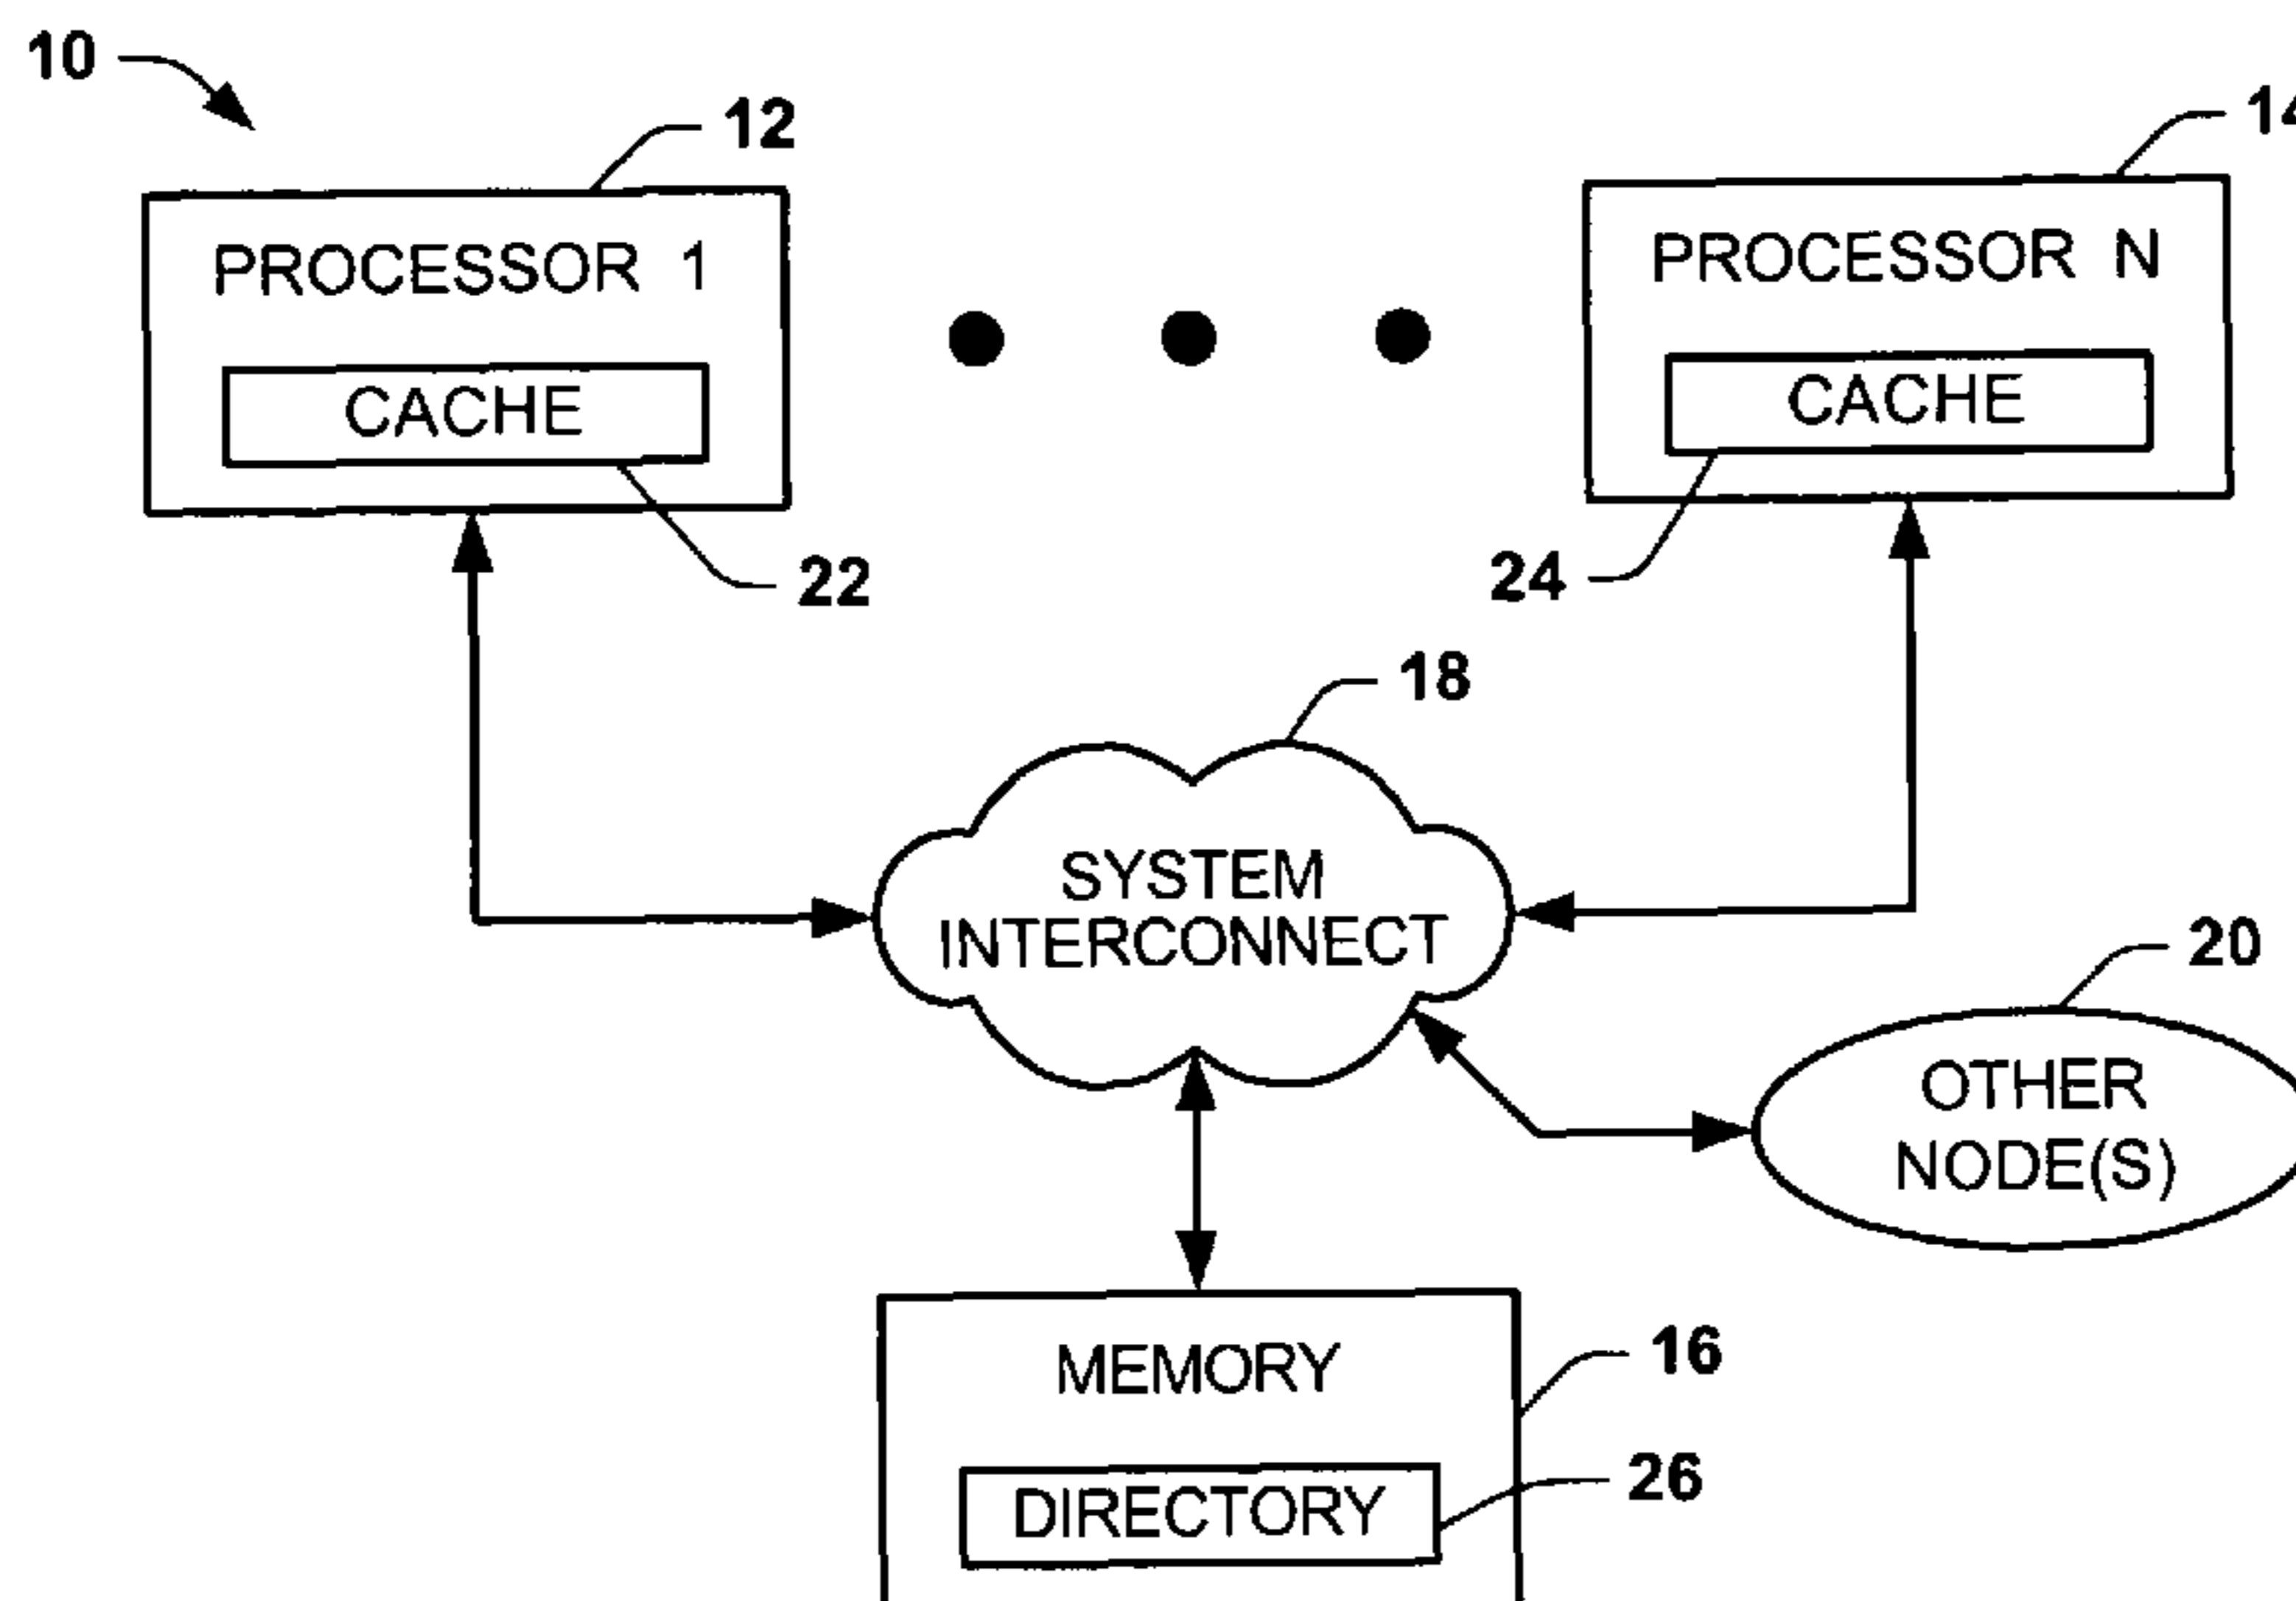 10
12
14
PROCESSOR 1
PROCESSOR N
CACHE
CACHE
22
24
18
SYSTEM
INTERCONNECT
20
OTHER
NODE(S)
MEMORY
16
DIRECTORY
26